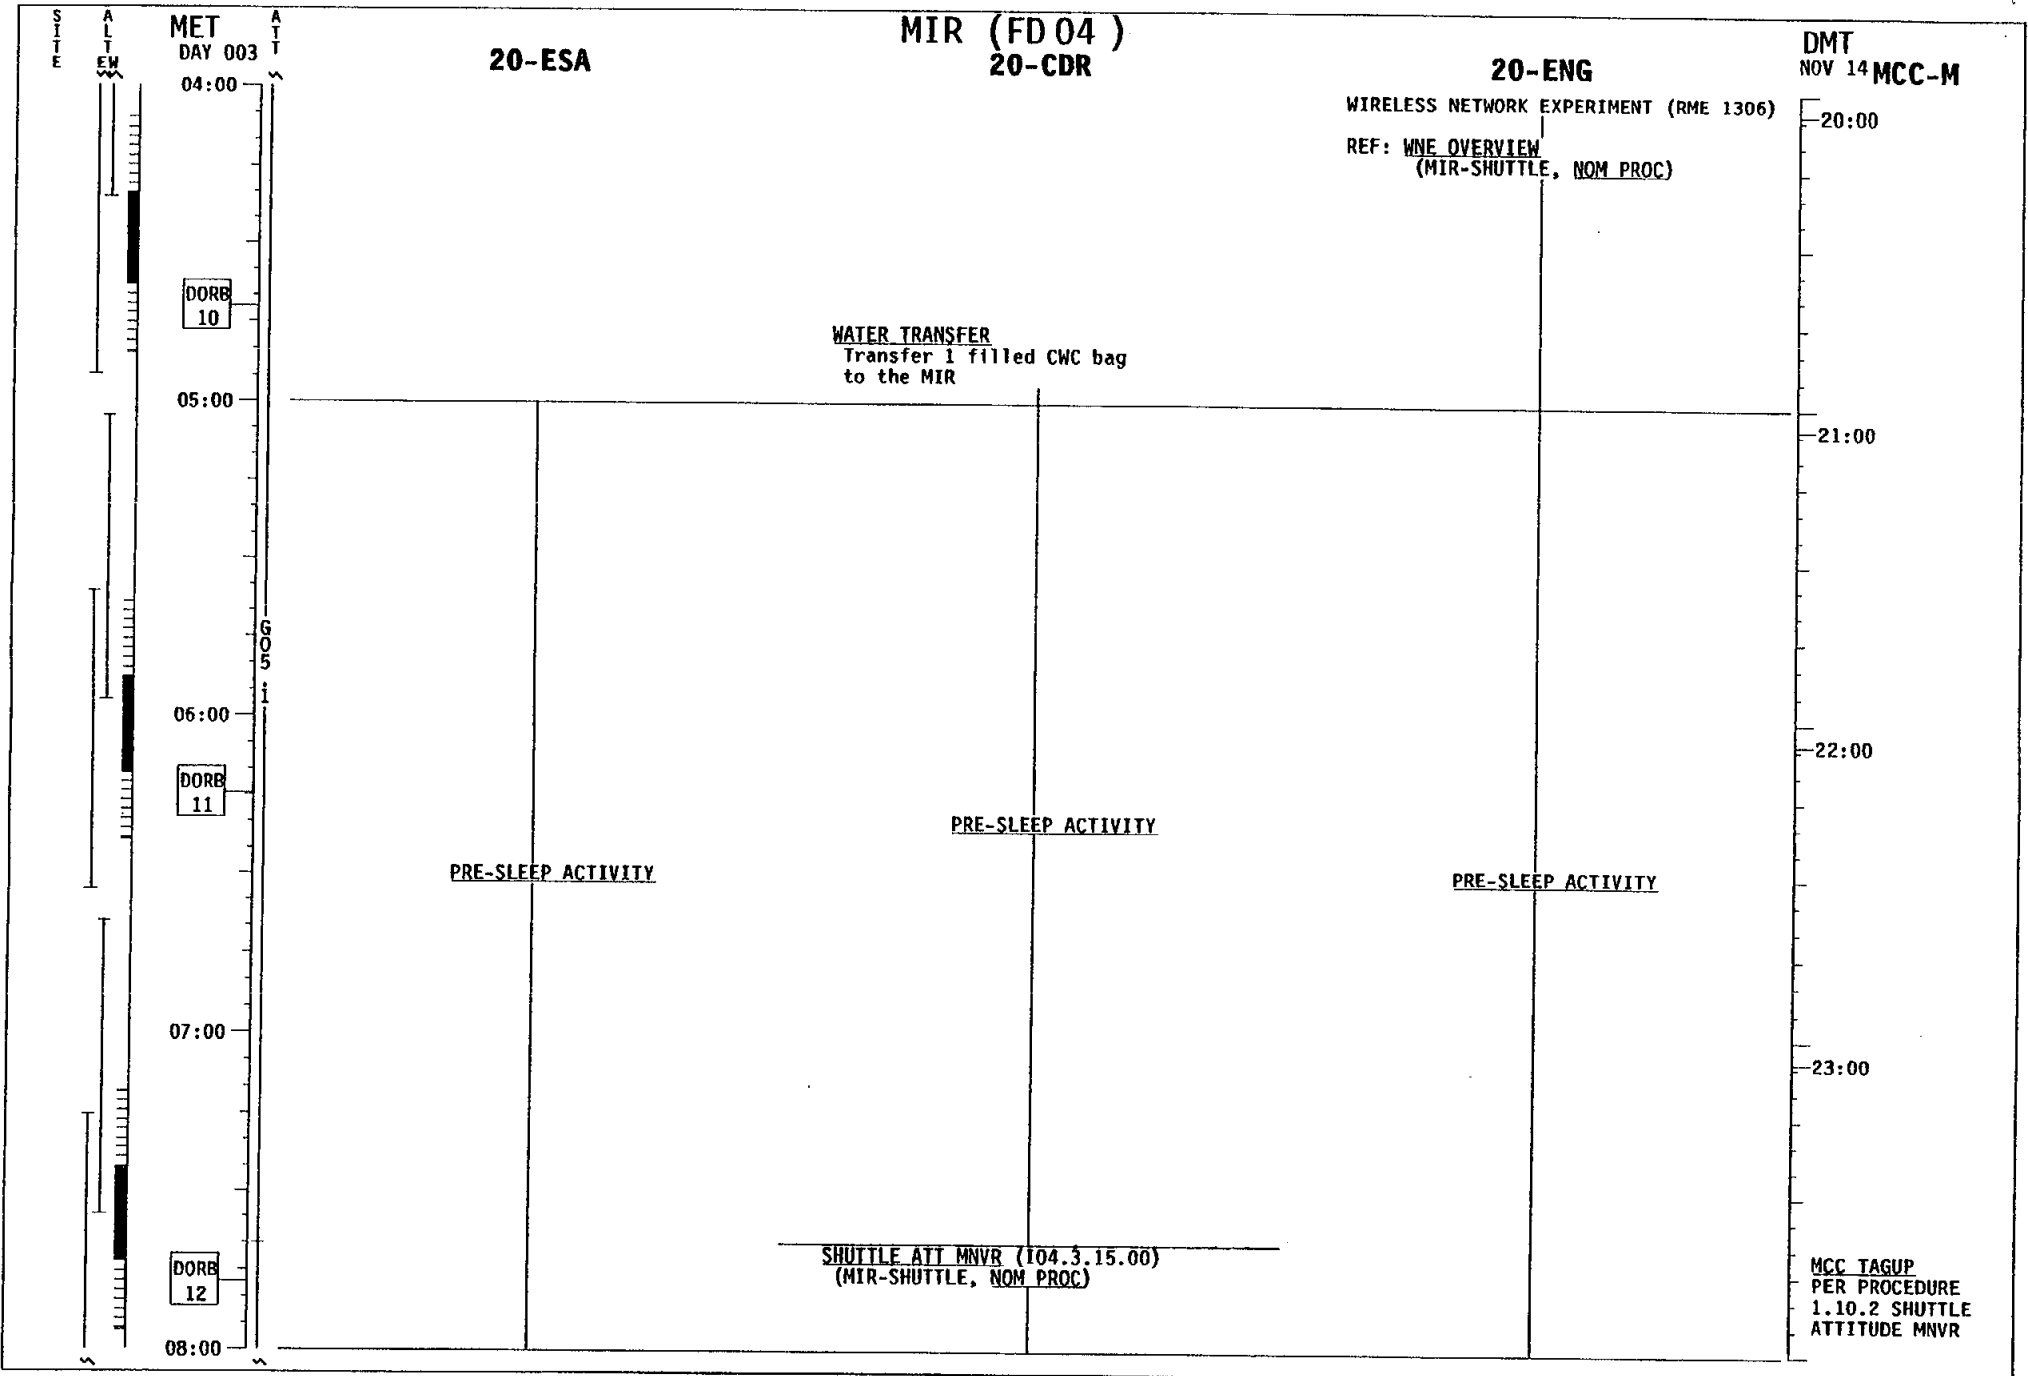 SITE
ALT
EW
MET
DAY 003
ATT
MIR (FD 04 )
20-ESA
20-CDR
20-ENG
DMT
NOV 14 MCC-M
04:00
WIRELESS NETWORK EXPERIMENT (RME 1306)
20:00
REF: WNE OVERVIEW
(MIR-SHUTTLE, NOM PROC)
DORB
10
WATER TRANSFER
Transfer 1 filled CWC bag
to the MIR
05:00
21:00
G05.1
06:00
22:00
DORB
11
PRE-SLEEP ACTIVITY
PRE-SLEEP ACTIVITY
PRE-SLEEP ACTIVITY
07:00
23:00
SHUTTLE ATT MNVR (I04.3.15.00)
(MIR-SHUTTLE, NOM PROC)
DORB
12
MCC TAGUP
PER PROCEDURE
1.10.2 SHUTTLE
ATTITUDE MNVR
08:00